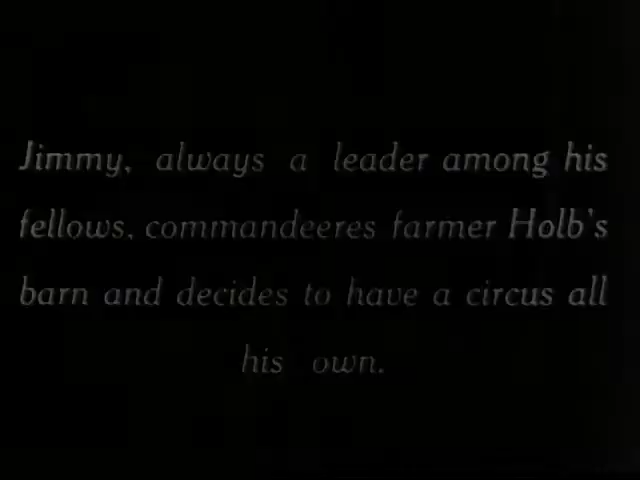 Jimmy, always a leader among his
fellows, commandeeres farmer Holb's
barn and decides to have a circus all
his own.